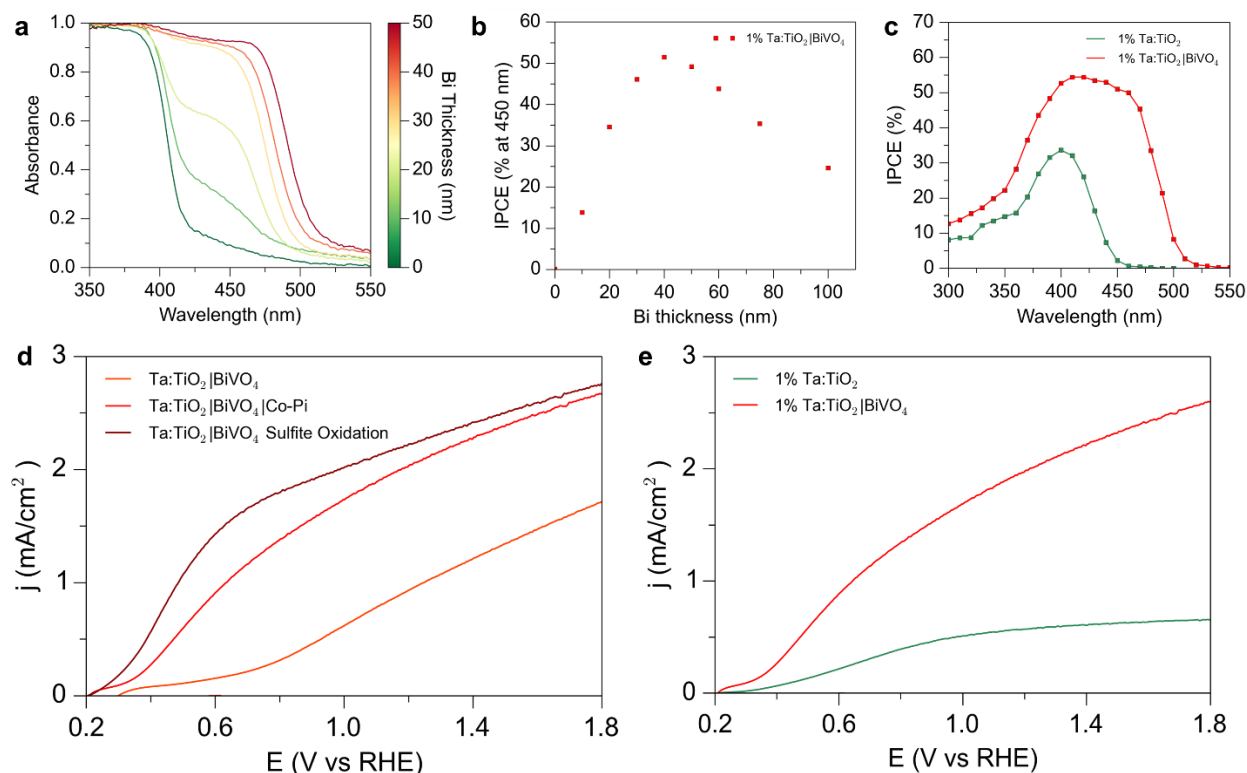 a
Absorbance
1.0
0.8
0.6
0.4
0.2
0.0
350
400
450
500
550
Wavelength (nm)
50
40
30
20
10
0
Bi Thickness (nm)
b
IPCE (% at 450 nm)
60
50
40
30
20
10
0
0
20
40
60
80
100
Bi thickness (nm)
1% Ta:TiO₂|BiVO₄
c
IPCE (%)
70
60
50
40
30
20
10
0
300
350
400
450
500
550
Wavelength (nm)
1% Ta:TiO₂
1% Ta:TiO₂|BiVO₄
d
j (mA/cm²)
3
2
1
0
0.2
0.6
1.0
1.4
1.8
E (V vs RHE)
Ta:TiO₂|BiVO₄
Ta:TiO₂|BiVO₄|Co-Pi
Ta:TiO₂|BiVO₄ Sulfite Oxidation
e
j (mA/cm²)
3
2
1
0
0.2
0.6
1.0
1.4
1.8
E (V vs RHE)
1% Ta:TiO₂
1% Ta:TiO₂|BiVO₄